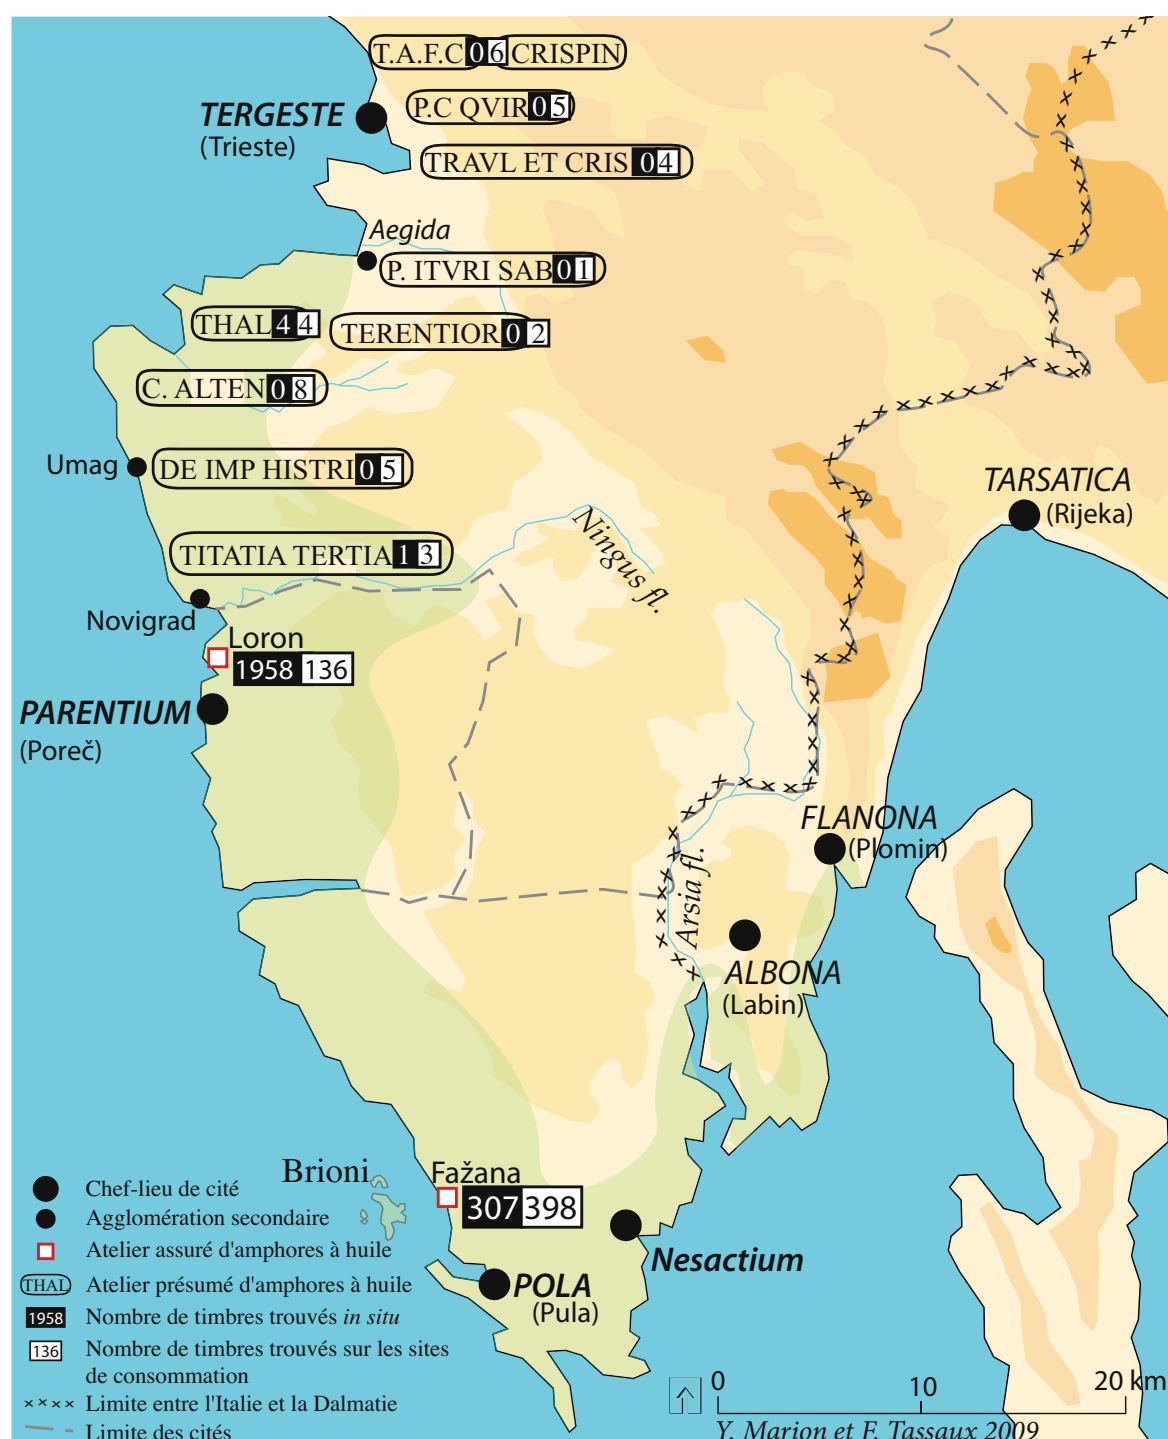 T.A.F.C 0 6 CRISPIN
TERGESTE
(Trieste)
P.C QVIR 0 5
TRAVL ET CRIS 0 4
Aegida
P. ITVRI SAB 0 1
THAL 4 4
TERENTIOR 0 2
C. ALTEN 0 8
Umag
DE IMP HISTRI 0 5
TARSATICA
(Rijeka)
Ningus fl.
TITATIA TERTIA 1 3
Novigrad
Loron
1958 136
PARENTIUM
(Poreč)
FLANONA
(Plomin)
Arsia fl.
ALBONA
(Labin)
Brioni
Fažana
307 398
Nesactium
POLA
(Pula)
Chef-lieu de cité
Agglomération secondaire
Atelier assuré d'amphores à huile
THAL Atelier présumé d'amphores à huile
1958 Nombre de timbres trouvés in situ
136 Nombre de timbres trouvés sur les sites
de consommation
Limite entre l'Italie et la Dalmatie
Limite des cités
0 10 20 km
Y. Marion et F. Tassaux 2009